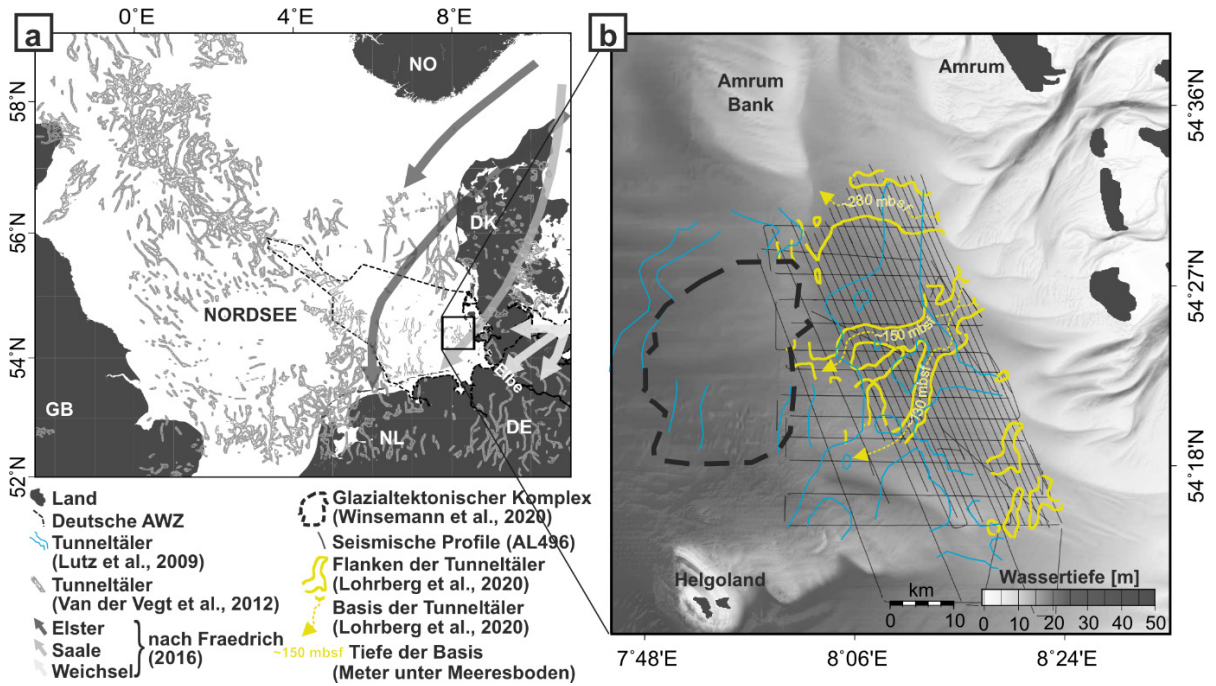 a
0°E
4°E
8°E
58°N
56°N
54°N
52°N
NO
DK
NORDSEE
GB
NL
DE
Elbe
b
Amrum
Bank
Amrum
~280 mbsf
~150 mbsf
Helgoland
km
0
10
Wassertiefe [m]
0 10 20 30 40 50
54°36'N
54°27'N
54°18'N
7°48'E
8°06'E
8°24'E
Land
Deutsche AWZ
Tunneltäler
(Lutz et al., 2009)
Tunneltäler
(Van der Vegt et al., 2012)
Elster
Saale
Weichsel
nach Fraedrich
(2016)
Glazialtektonischer Komplex
(Winsemann et al., 2020)
Seismische Profile (AL496)
Flanken der Tunneltäler
(Lohrberg et al., 2020)
Basis der Tunneltäler
(Lohrberg et al., 2020)
~150 mbsf
Tiefe der Basis
(Meter unter Meeresboden)